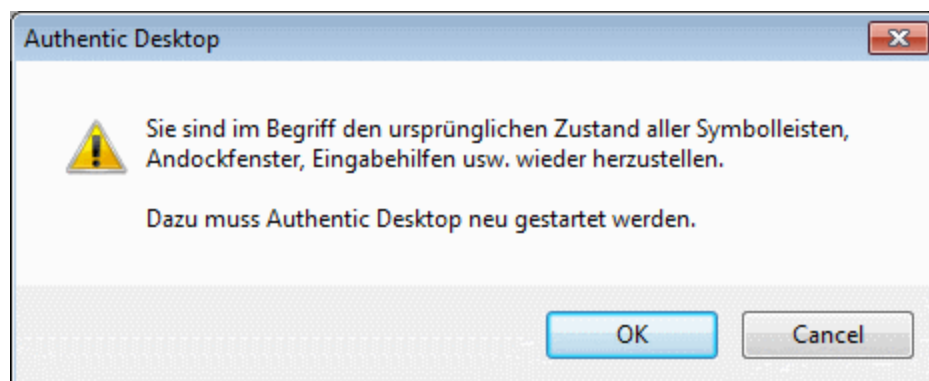 Authentic Desktop
Sie sind im Begriff den ursprünglichen Zustand aller Symbolleisten,
Andockfenster, Eingabehilfen usw. wieder herzustellen.
Dazu muss Authentic Desktop neu gestartet werden.
OK
Cancel